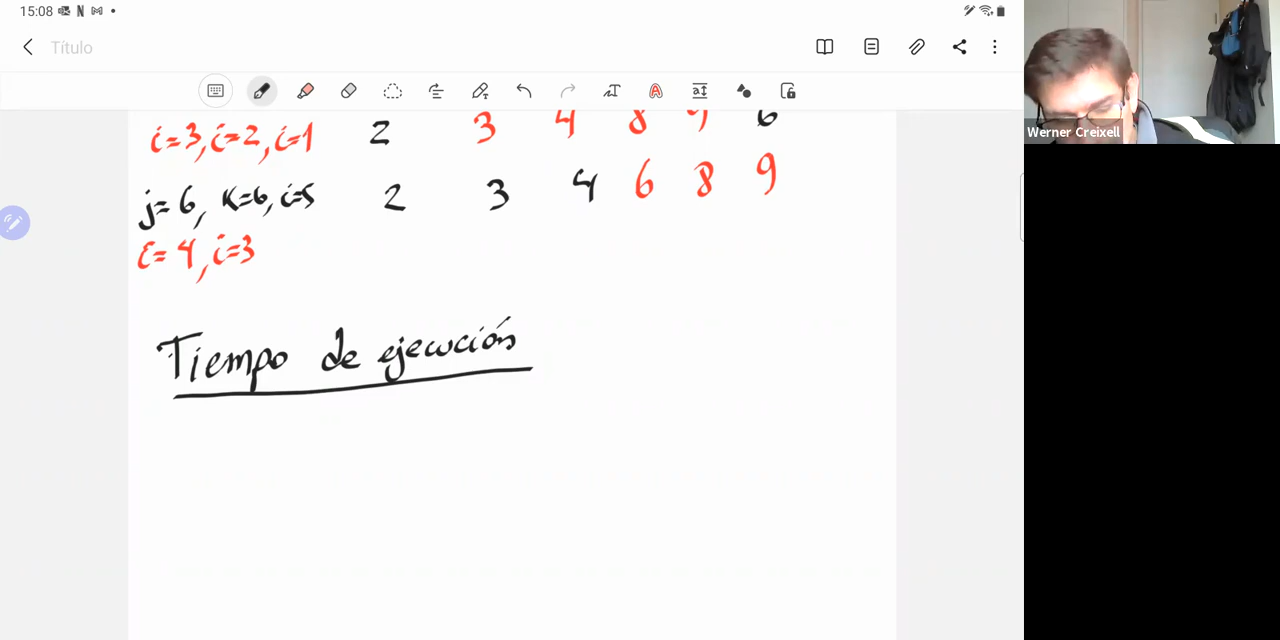 15:08
Título
i=3, i=2, i=1 2 3 4 8 9 6
j=6, k=6, i=5 2 3 4 6 8 9
i=4, i=3
Tiempo de ejecución
Werner Creixell